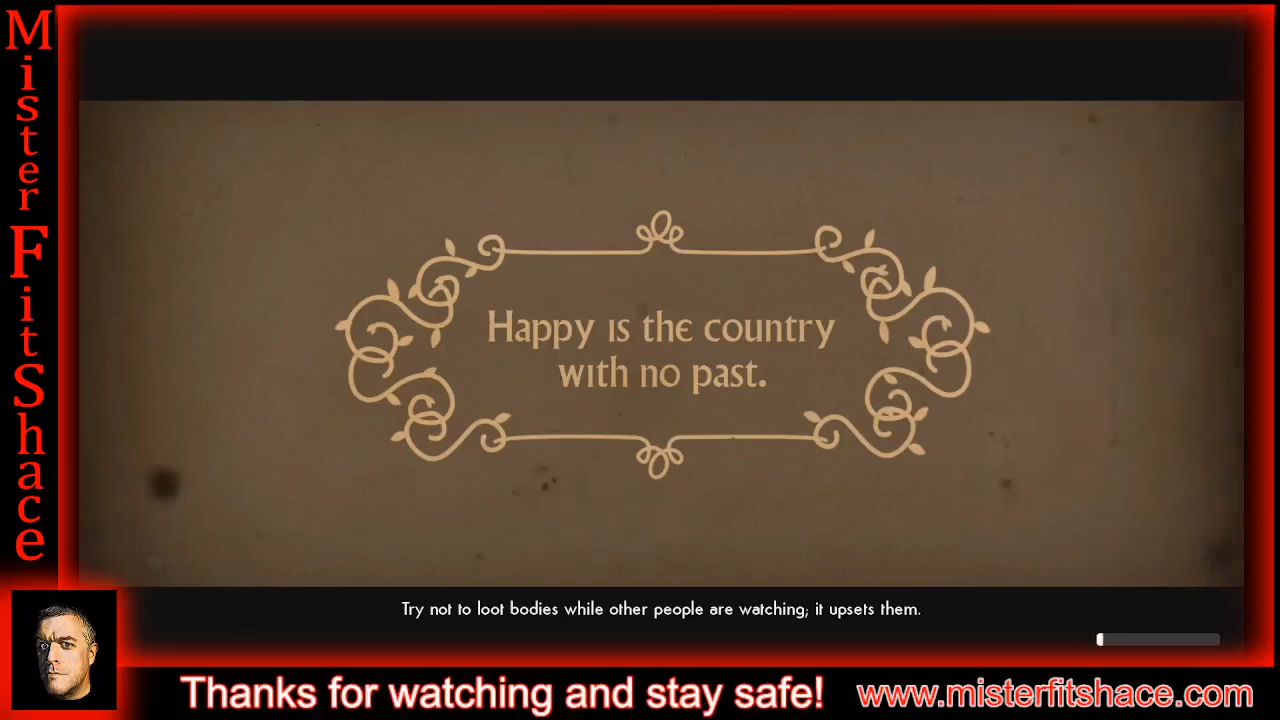 Mister FitShace
Happy is the country
with no past.
Try not to loot bodies while other people are watching; it upsets them.
Thanks for watching and stay safe!
www.misterfitshace.com